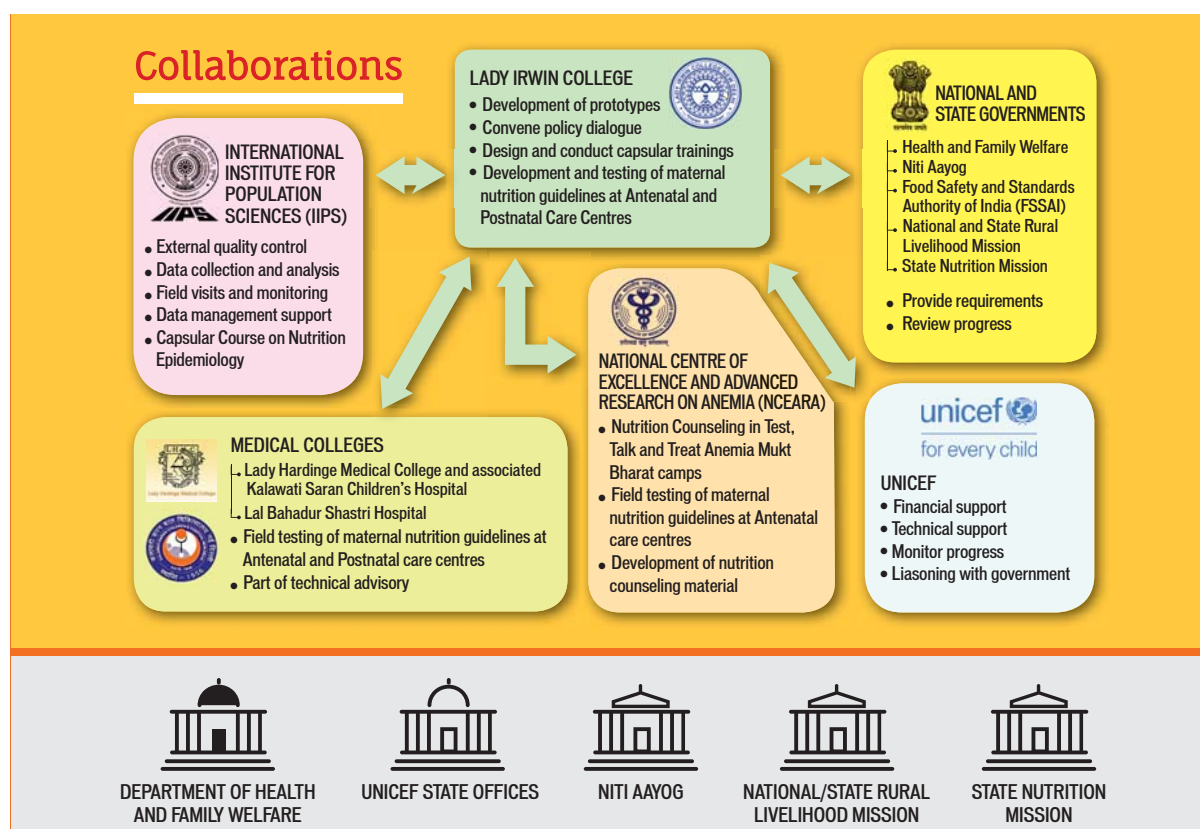 Collaborations
LADY IRWIN COLLEGE
• Development of prototypes
• Convene policy dialogue
• Design and conduct capsular trainings
• Development and testing of maternal
nutrition guidelines at Antenatal and
Postnatal Care Centres
NATIONAL AND
STATE GOVERNMENTS
Health and Family Welfare
Niti Aayog
Food Safety and Standards
Authority of India (FSSAI)
National and State Rural
Livelihood Mission
State Nutrition Mission
• Provide requirements
• Review progress
IIPS
INTERNATIONAL
INSTITUTE FOR
POPULATION
SCIENCES (IIPS)
• External quality control
• Data collection and analysis
• Field visits and monitoring
• Data management support
• Capsular Course on Nutrition
Epidemiology
NATIONAL CENTRE OF
EXCELLENCE AND ADVANCED
RESEARCH ON ANEMIA (NCEARA)
• Nutrition Counseling in Test,
Talk and Treat Anemia Mukt
Bharat camps
• Field testing of maternal
nutrition guidelines at Antenatal
care centres
• Development of nutrition
counseling material
unicef
for every child
UNICEF
• Financial support
• Technical support
• Monitor progress
• Liasoning with government
Lady Hardinge Medical College
MEDICAL COLLEGES
Lady Hardinge Medical College and associated
Kalawati Saran Children's Hospital
Lal Bahadur Shastri Hospital
• Field testing of maternal nutrition guidelines at
Antenatal and Postnatal care centres
• Part of technical advisory
DEPARTMENT OF HEALTH
AND FAMILY WELFARE
UNICEF STATE OFFICES
NITI AAYOG
NATIONAL/STATE RURAL
LIVELIHOOD MISSION
STATE NUTRITION
MISSION